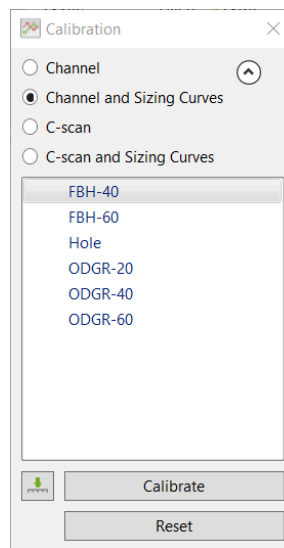 Calibration
Channel
Channel and Sizing Curves
C-scan
C-scan and Sizing Curves
FBH-40
FBH-60
Hole
ODGR-20
ODGR-40
ODGR-60
Calibrate
Reset